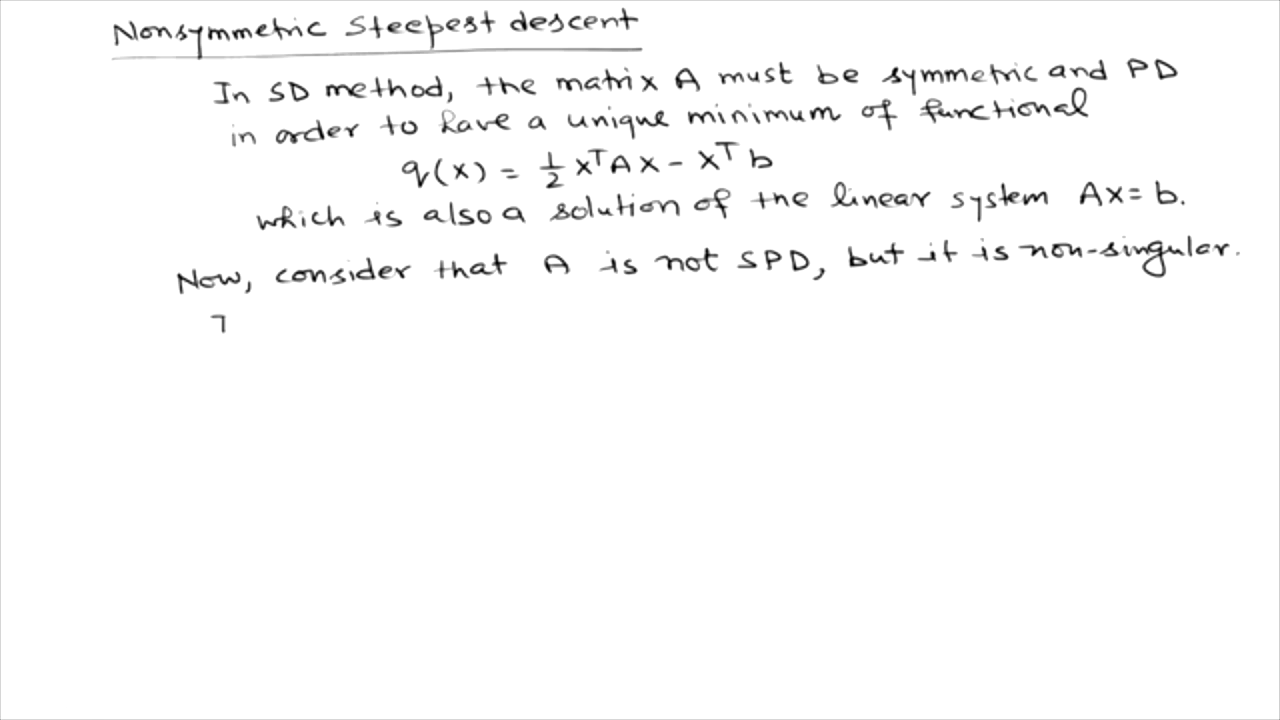 Nonsymmetric Steepest descent
In SD method, the matrix A must be symmetric and PD
in order to have a unique minimum of functional
q(x) = 1/2 xᵀAx - xᵀb
which is also a solution of the linear system Ax = b.
Now, consider that A is not SPD, but it is non-singular.